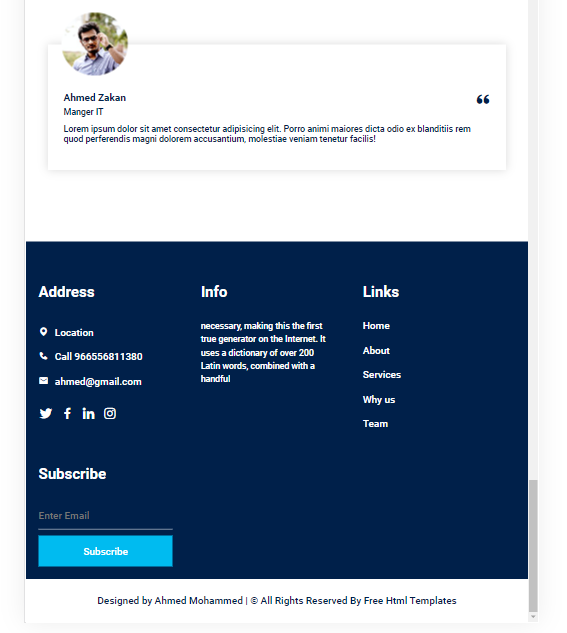 Ahmed Zakan
Manger IT
Lorem ipsum dolor sit amet consectetur adipisicing elit. Porro animi maiores dicta odio ex blanditiis rem
quod perferendis magni dolorem accusantium, molestiae veniam tenetur facilis!
Address
Location
Call 966556811380
ahmed@gmail.com
Info
necessary, making this the first
true generator on the Internet. It
uses a dictionary of over 200
Latin words, combined with a
handful
Links
Home
About
Services
Why us
Team
Subscribe
Enter Email
Subscribe
Designed by Ahmed Mohammed | © All Rights Reserved By Free Html Templates